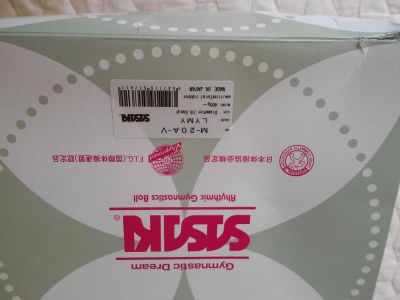 Gymnastic Dream
SASAKI®
Rhythmic Gymnastics Ball
日本体操協会検定品
F.I.G.(国際体操連盟)認定品
M-20A-V
LYMY
SASAKI
MADE IN JAPAN